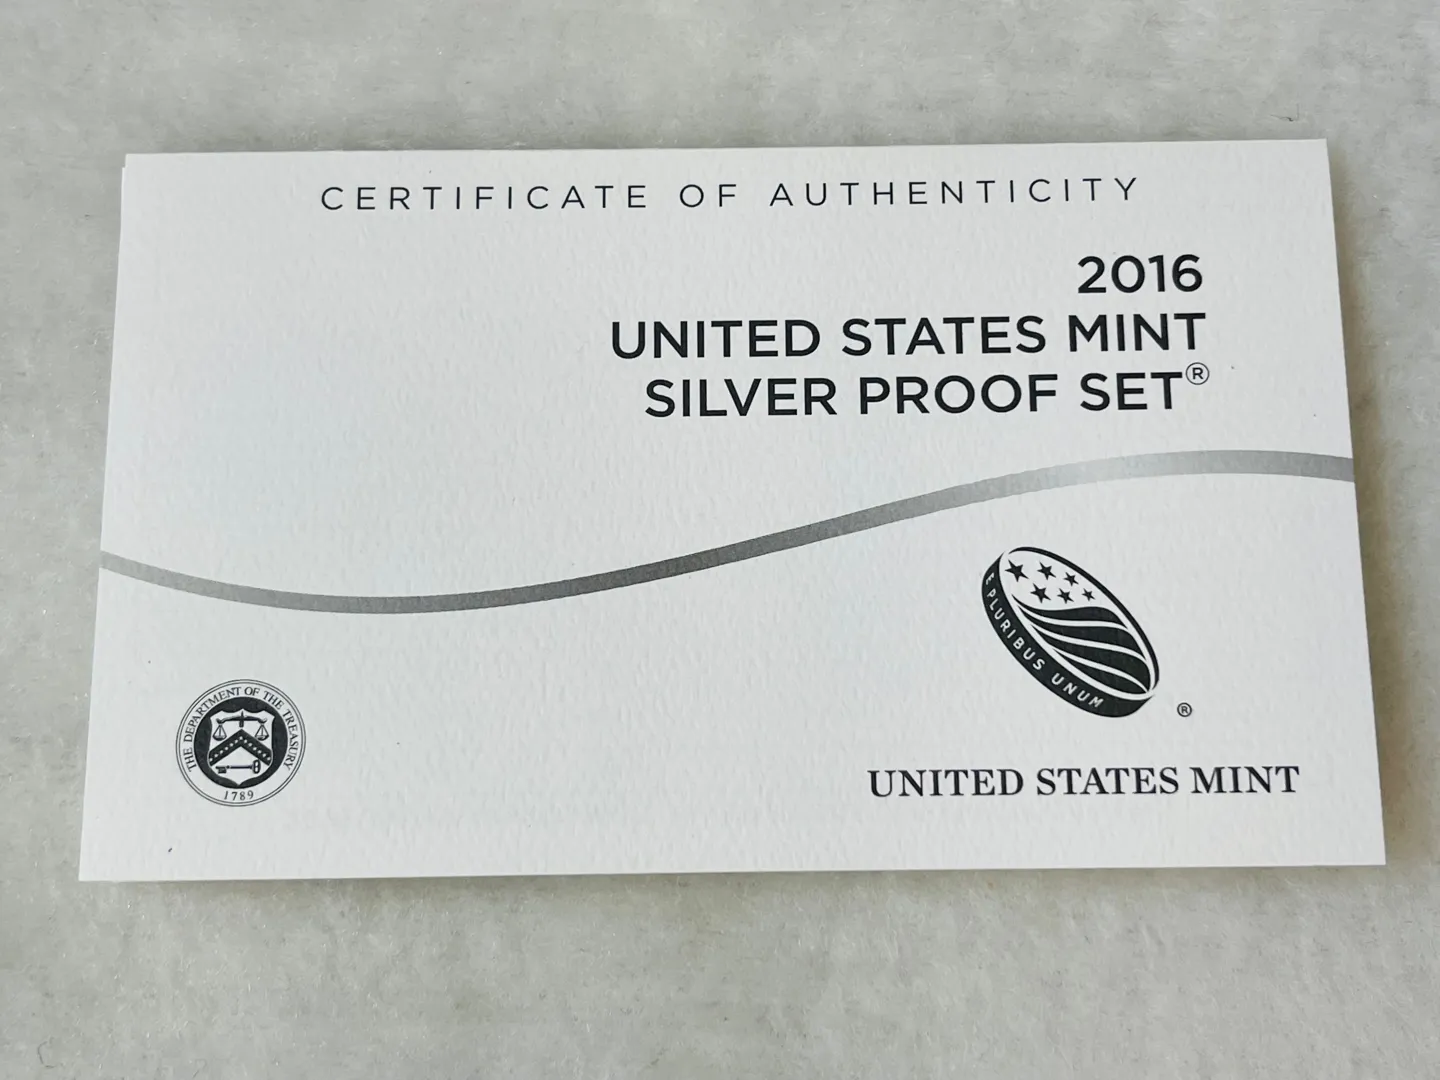 CERTIFICATE OF AUTHENTICITY
2016
UNITED STATES MINT
SILVER PROOF SET®
E PLURIBUS UNUM
®
THE DEPARTMENT OF THE TREASURY
1789
UNITED STATES MINT